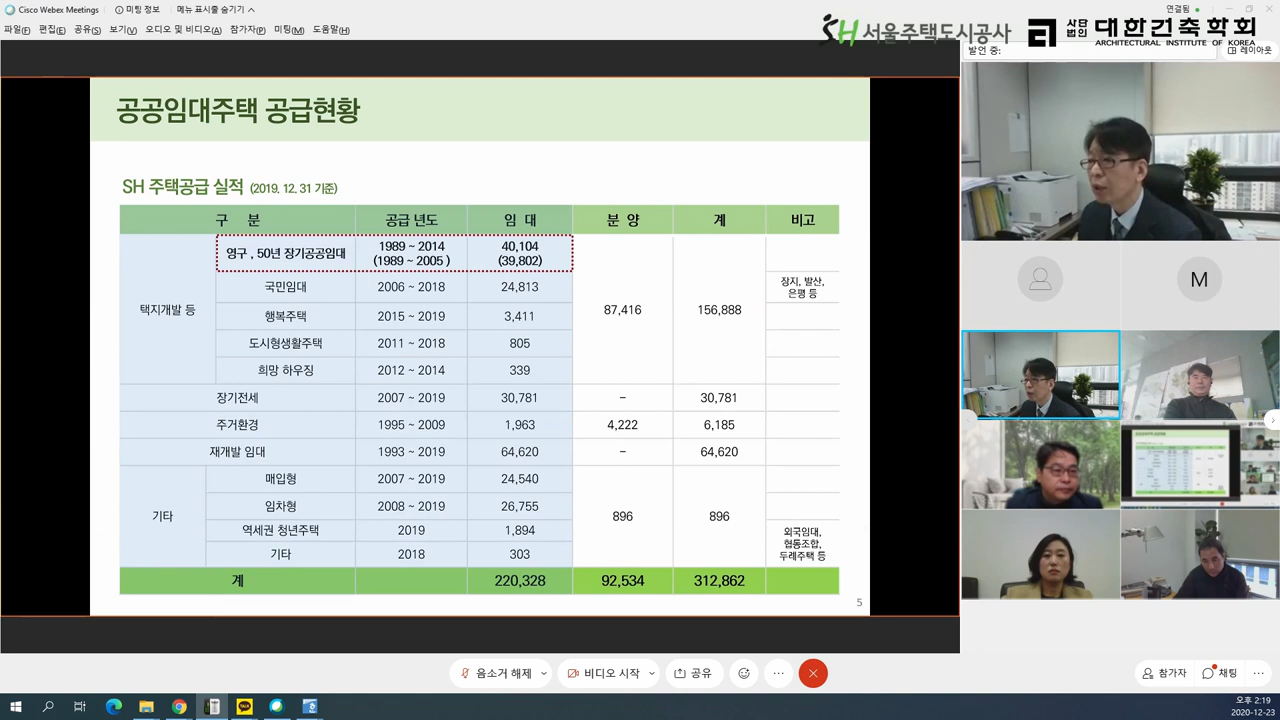 Cisco Webex Meetings
미팅 정보
메뉴 표시줄 숨기기
연결됨
파일(F) 편집(E) 공유(S) 보기(V) 오디오 및 비디오(A) 참가자(P) 미팅(M) 도움말(H)
SH 서울주택도시공사
사단법인 대한건축학회
ARCHITECTURAL INSTITUTE OF KOREA
발언 중:
레이아웃
공공임대주택 공급현황
SH 주택공급 실적 (2019. 12. 31 기준)
구 분 공급 년도 임 대 분 양 계 비고
택지개발 등
영구 , 50년 장기공공임대 1989 ~ 2014 40,104
(1989 ~ 2005 ) (39,802)
국민임대 2006 ~ 2018 24,813
장지, 발산,
은평 등
87,416 156,888
행복주택 2015 ~ 2019 3,411
도시형생활주택 2011 ~ 2018 805
희망 하우징 2012 ~ 2014 339
장기전세 2007 ~ 2019 30,781 – 30,781
주거환경 1995 ~ 2009 1,963 4,222 6,185
재개발 임대 1993 ~ 2019 64,620 – 64,620
기타
매입형 2007 ~ 2019 24,540
임차형 2008 ~ 2019 26,755
896 896
역세권 청년주택 2019 1,894
기타 2018 303
외국임대,
협동조합,
두레주택 등
계 220,328 92,534 312,862
5
M
음소거 해제
비디오 시작
공유
참가자
채팅
TALK
오후 2:19
2020-12-23